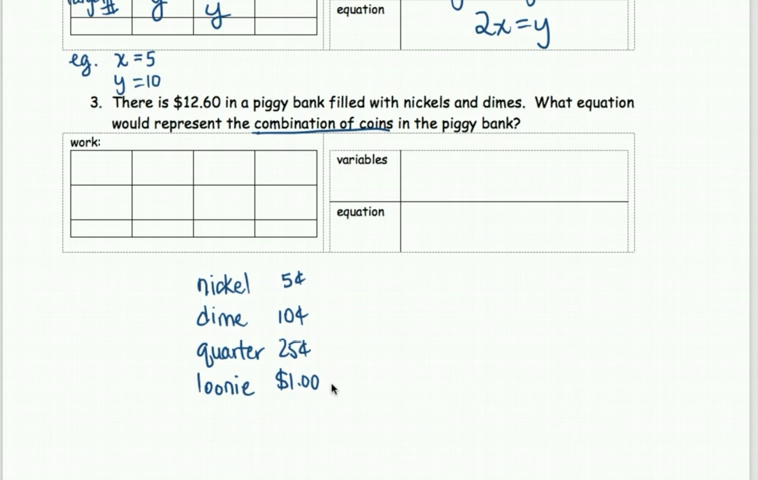 y y
equation
2x=y
eg. x=5
y=10
3. There is $12.60 in a piggy bank filled with nickels and dimes. What equation
would represent the combination of coins in the piggy bank?
work:
variables
equation
nickel 5¢
dime 10¢
quarter 25¢
loonie $1.00